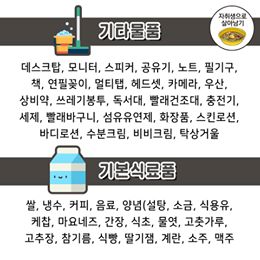 자취생으로
살아남기
기타물품
데스크탑, 모니터, 스피커, 공유기, 노트, 필기구,
책, 연필꽂이, 멀티탭, 헤드셋, 카메라, 우산,
상비약, 쓰레기봉투, 독서대, 빨래건조대, 충전기,
세제, 빨래바구니, 섬유유연제, 화장품, 스킨로션,
바디로션, 수분크림, 비비크림, 탁상거울
기본식료품
쌀, 냉수, 커피, 음료, 양념(설탕, 소금, 식용유,
케찹, 마요네즈, 간장, 식초, 물엿, 고춧가루,
고추장, 참기름, 식빵, 딸기잼, 계란, 소주, 맥주